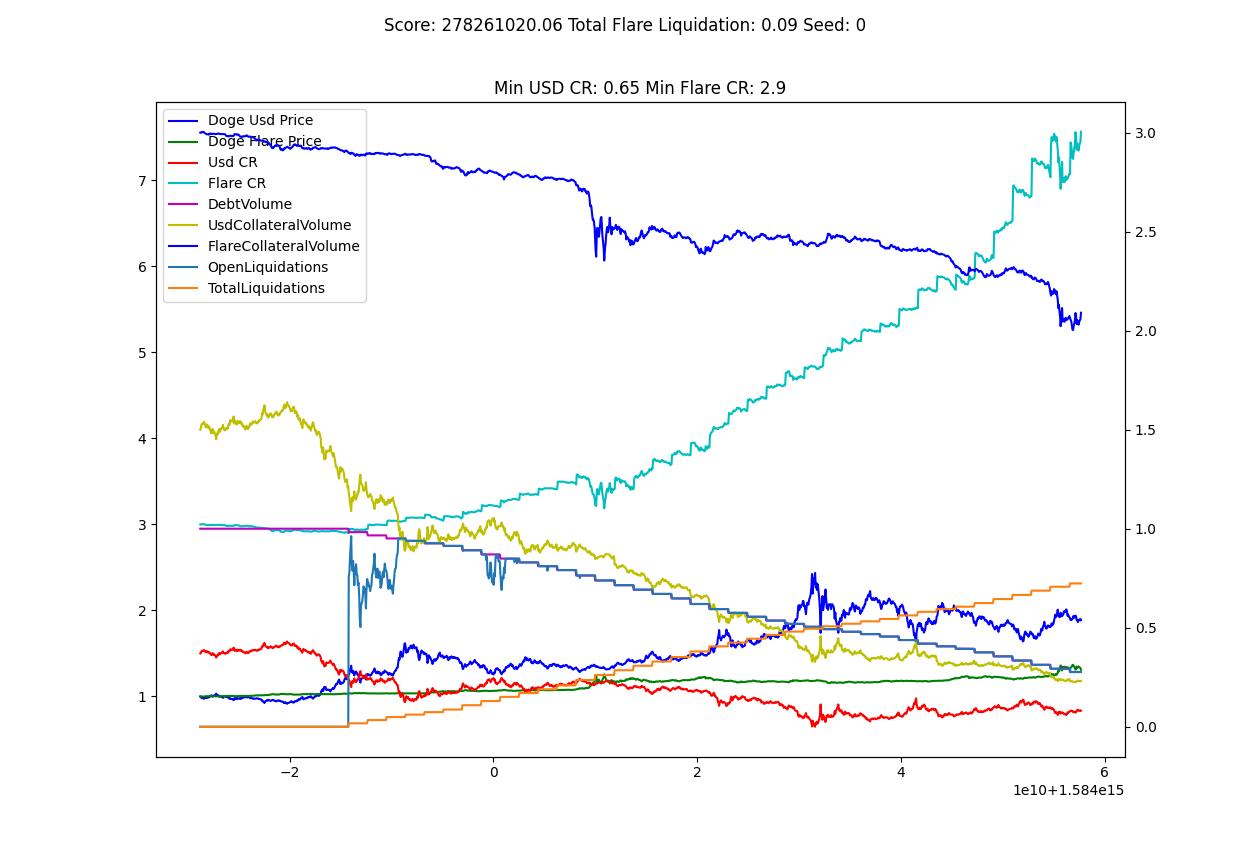 Score: 278261020.06 Total Flare Liquidation: 0.09 Seed: 0
Min USD CR: 0.65 Min Flare CR: 2.9
Doge Usd Price
Doge Flare Price
Usd CR
Flare CR
DebtVolume
UsdCollateralVolume
FlareCollateralVolume
OpenLiquidations
TotalLiquidations
7
6
5
4
3
2
1
3.0
2.5
2.0
1.5
1.0
0.5
0.0
−2 0 2 4 6
1e10+1.584e15